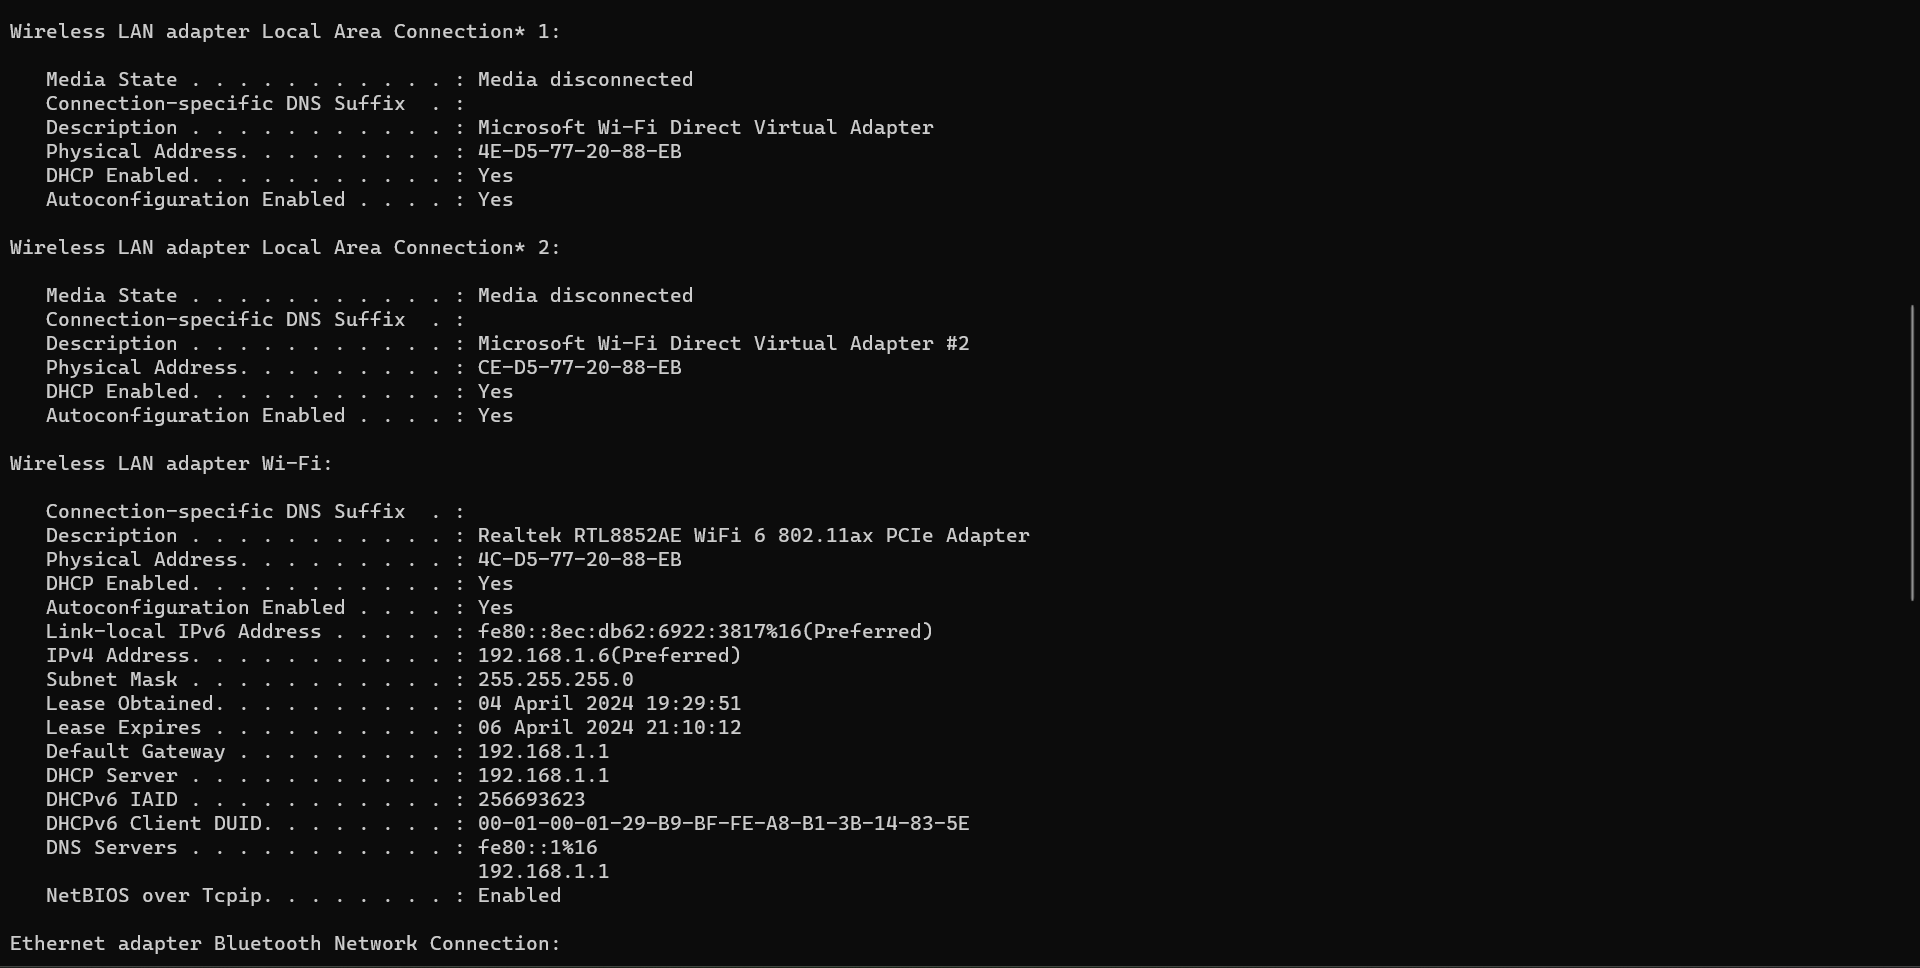 Wireless LAN adapter Local Area Connection* 1:
Media State . . . . . . . . . . . : Media disconnected
Connection-specific DNS Suffix  . :
Description . . . . . . . . . . . : Microsoft Wi-Fi Direct Virtual Adapter
Physical Address. . . . . . . . . : 4E-D5-77-20-88-EB
DHCP Enabled. . . . . . . . . . . : Yes
Autoconfiguration Enabled . . . . : Yes
Wireless LAN adapter Local Area Connection* 2:
Media State . . . . . . . . . . . : Media disconnected
Connection-specific DNS Suffix  . :
Description . . . . . . . . . . . : Microsoft Wi-Fi Direct Virtual Adapter #2
Physical Address. . . . . . . . . : CE-D5-77-20-88-EB
DHCP Enabled. . . . . . . . . . . : Yes
Autoconfiguration Enabled . . . . : Yes
Wireless LAN adapter Wi-Fi:
Connection-specific DNS Suffix  . :
Description . . . . . . . . . . . : Realtek RTL8852AE WiFi 6 802.11ax PCIe Adapter
Physical Address. . . . . . . . . : 4C-D5-77-20-88-EB
DHCP Enabled. . . . . . . . . . . : Yes
Autoconfiguration Enabled . . . . : Yes
Link-local IPv6 Address . . . . . : fe80::8ec:db62:6922:3817%16(Preferred)
IPv4 Address. . . . . . . . . . . : 192.168.1.6(Preferred)
Subnet Mask . . . . . . . . . . . : 255.255.255.0
Lease Obtained. . . . . . . . . . : 04 April 2024 19:29:51
Lease Expires . . . . . . . . . . : 06 April 2024 21:10:12
Default Gateway . . . . . . . . . : 192.168.1.1
DHCP Server . . . . . . . . . . . : 192.168.1.1
DHCPv6 IAID . . . . . . . . . . . : 256693623
DHCPv6 Client DUID. . . . . . . . : 00-01-00-01-29-B9-BF-FE-A8-B1-3B-14-83-5E
DNS Servers . . . . . . . . . . . : fe80::1%16
192.168.1.1
NetBIOS over Tcpip. . . . . . . . : Enabled
Ethernet adapter Bluetooth Network Connection: